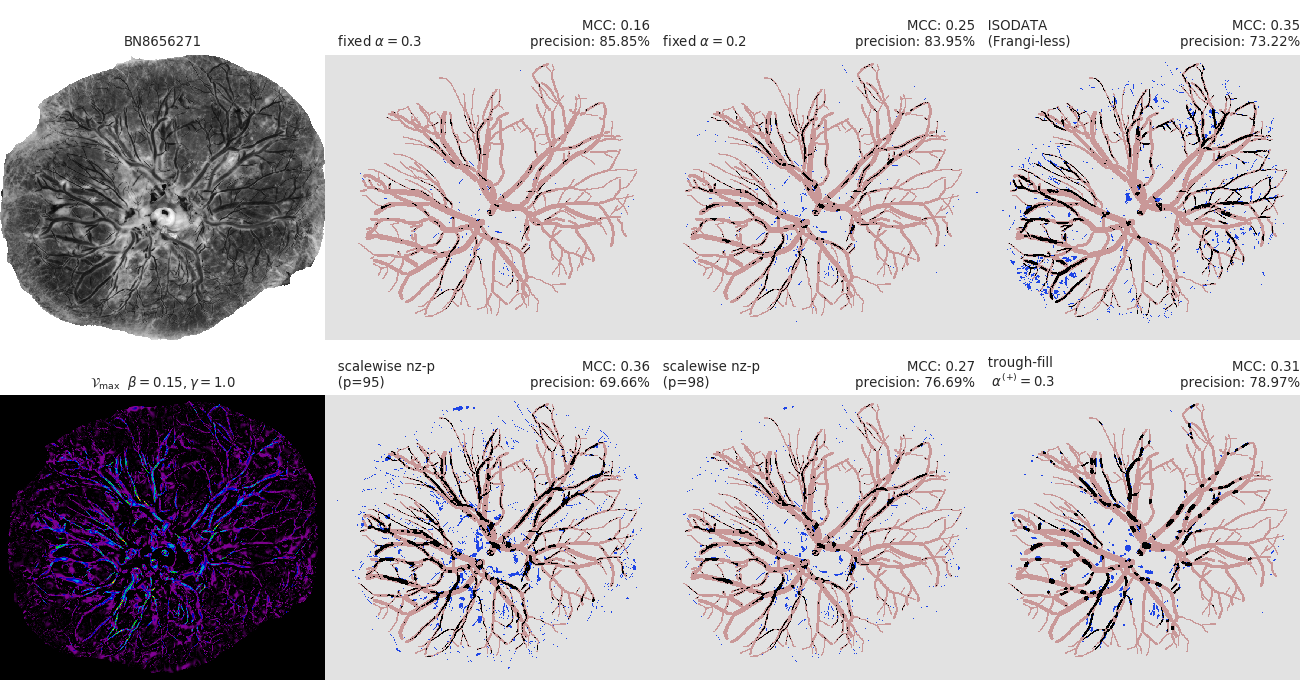 BN8656271
fixed α = 0.3
MCC: 0.16
precision: 85.85%
fixed α = 0.2
MCC: 0.25
precision: 83.95%
ISODATA
(Frangi-less)
MCC: 0.35
precision: 73.22%
𝒱max β = 0.15, γ = 1.0
scalewise nz-p
(p=95)
MCC: 0.36
precision: 69.66%
scalewise nz-p
(p=98)
MCC: 0.27
precision: 76.69%
trough-fill
α(+) = 0.3
MCC: 0.31
precision: 78.97%